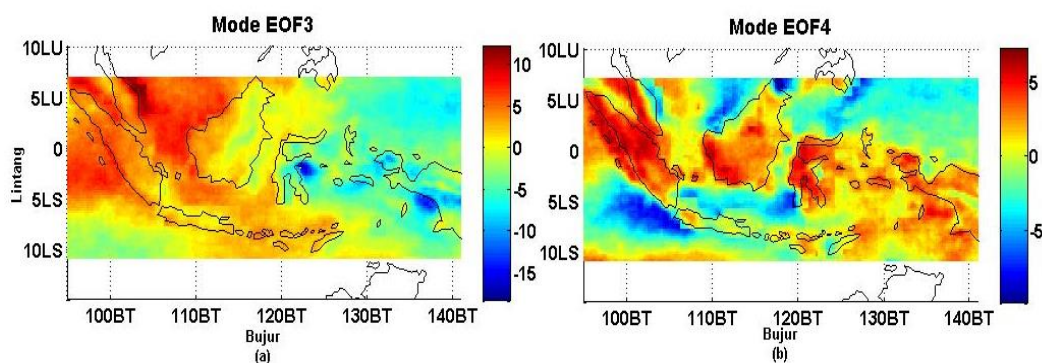 Mode EOF3
10LU
5LU
0
5LS
10LS
Lintang
100BT 110BT 120BT 130BT 140BT
Bujur
(a)
10
5
0
-5
-10
-15
Mode EOF4
10LU
5LU
0
5LS
10LS
100BT 110BT 120BT 130BT 140BT
Bujur
(b)
5
0
-5